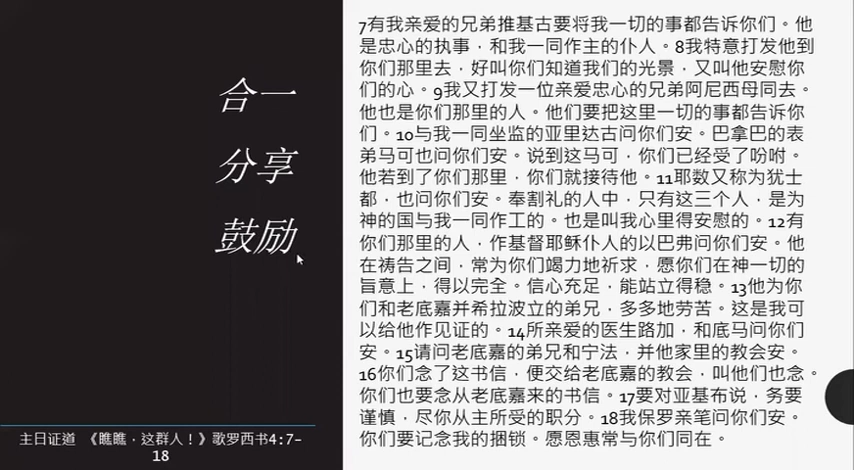 合一
分享
鼓励
主日证道 《瞧瞧，这群人！》歌罗西书4:7-
18
7有我亲爱的兄弟推基古要将我一切的事都告诉你们。他
是忠心的执事，和我一同作主的仆人。8我特意打发他到
你们那里去，好叫你们知道我们的光景，又叫他安慰你
们的心。9我又打发一位亲爱忠心的兄弟阿尼西母同去。
他也是你们那里的人。他们要把这里一切的事都告诉你
们。10与我一同坐监的亚里达古问你们安。巴拿巴的表
弟马可也问你们安。说到这马可，你们已经受了吩咐。
他若到了你们那里，你们就接待他。11耶数又称为犹士
都，也问你们安。奉割礼的人中，只有这三个人，是为
神的国与我一同作工的。也是叫我心里得安慰的。12有
你们那里的人，作基督耶稣仆人的以巴弗问你们安。他
在祷告之间，常为你们竭力地祈求，愿你们在神一切的
旨意上，得以完全。信心充足，能站立得稳。13他为你
们和老底嘉并希拉波立的弟兄，多多地劳苦。这是我可
以给他作见证的。14所亲爱的医生路加，和底马问你们
安。15请问老底嘉的弟兄和宁法，并他家里的教会安。
16你们念了这书信，便交给老底嘉的教会，叫他们也念。
你们也要念从老底嘉来的书信。17要对亚基布说，务要
谨慎，尽你从主所受的职分。18我保罗亲笔问你们安。
你们要记念我的捆锁。愿恩惠常与你们同在。